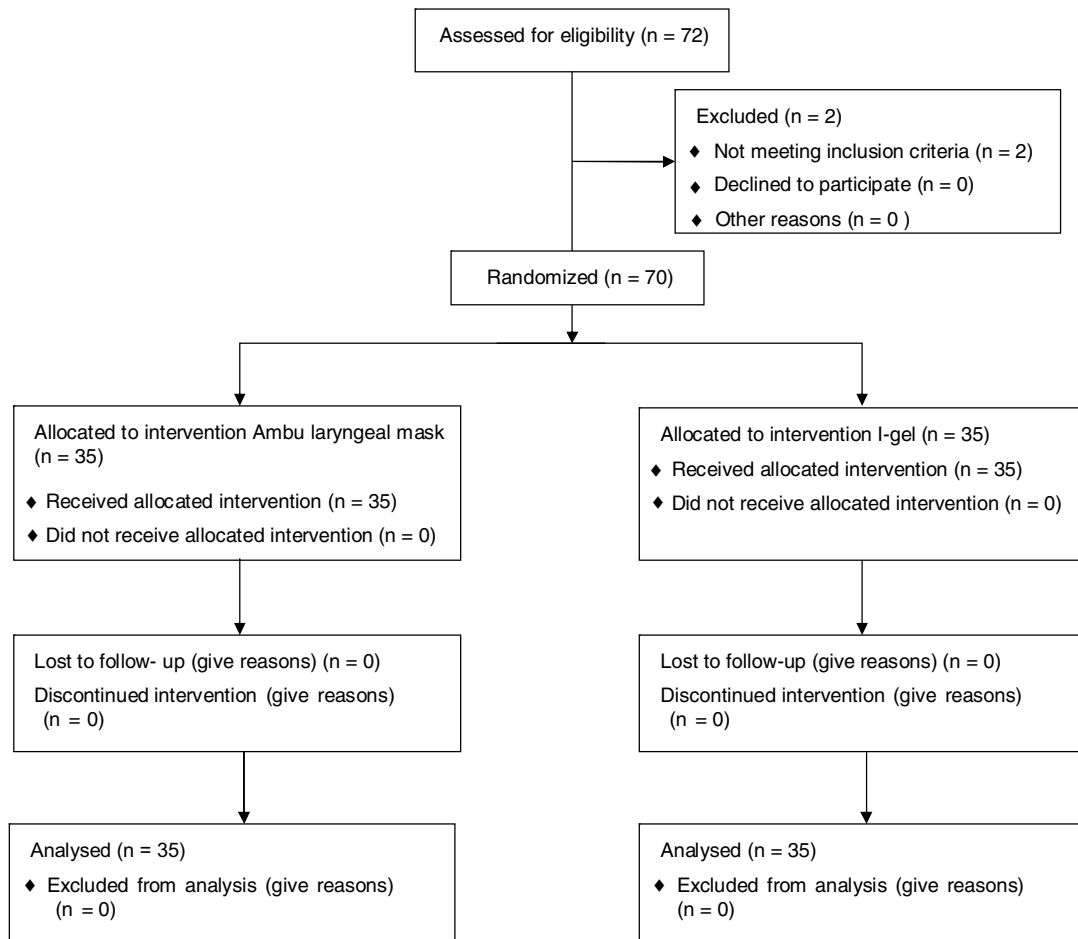 Assessed for eligibility (n = 72)
Excluded (n = 2)
♦ Not meeting inclusion criteria (n = 2)
♦ Declined to participate (n = 0)
♦ Other reasons (n = 0 )
Randomized (n = 70)
Allocated to intervention Ambu laryngeal mask
(n = 35)
♦ Received allocated intervention (n = 35)
♦ Did not receive allocated intervention (n = 0)
Allocated to intervention I-gel (n = 35)
♦ Received allocated intervention (n = 35)
♦ Did not receive allocated intervention (n = 0)
Lost to follow- up (give reasons) (n = 0)
Discontinued intervention (give reasons)
(n = 0)
Lost to follow-up (give reasons) (n = 0)
Discontinued intervention (give reasons)
(n = 0)
Analysed (n = 35)
♦ Excluded from analysis (give reasons)
(n = 0)
Analysed (n = 35)
♦ Excluded from analysis (give reasons)
(n = 0)